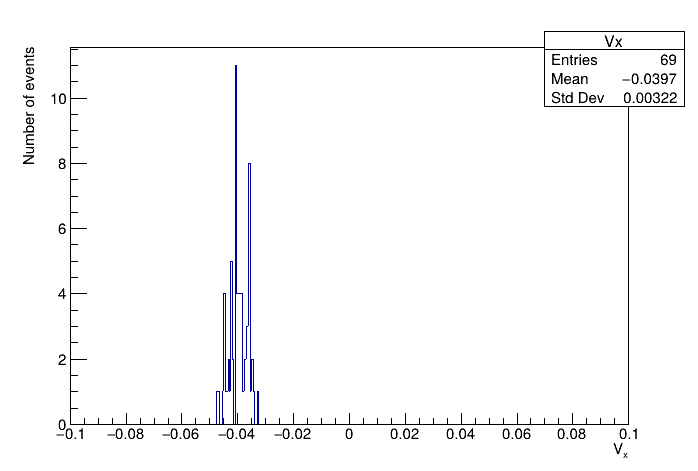 Vx
Entries 69
Mean −0.0397
Std Dev 0.00322
Number of events
10
8
6
4
2
0
−0.1 −0.08 −0.06 −0.04 −0.02 0 0.02 0.04 0.06 0.08 0.1
Vx